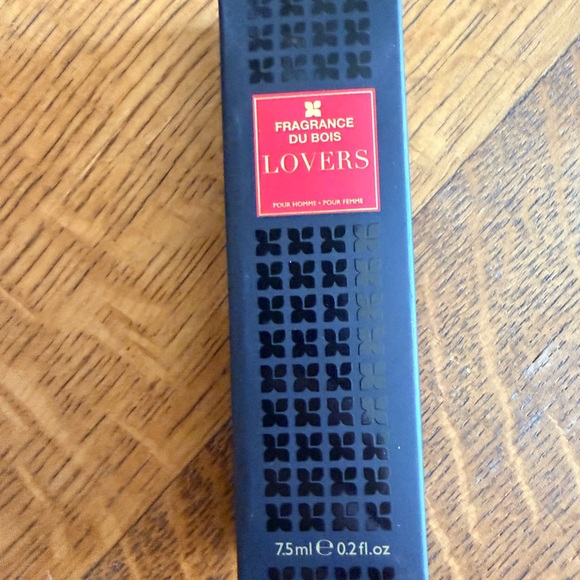 FRAGRANCE
DU BOIS
LOVERS
POUR HOMME • POUR FEMME
7.5ml ℮ 0.2 fl.oz